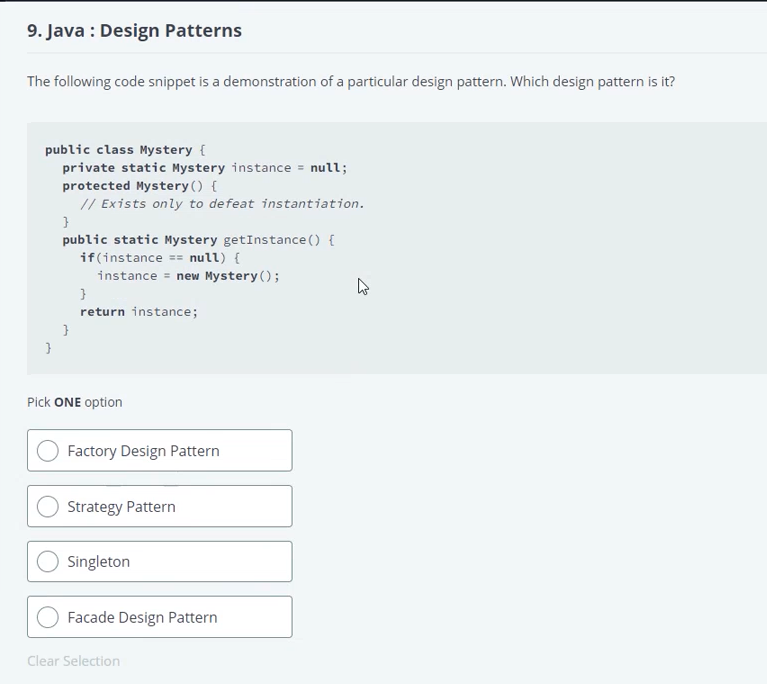 9. Java : Design Patterns
The following code snippet is a demonstration of a particular design pattern. Which design pattern is it?
public class Mystery {
private static Mystery instance = null;
protected Mystery() {
// Exists only to defeat instantiation.
}
public static Mystery getInstance() {
if(instance == null) {
instance = new Mystery();
}
return instance;
}
}
Pick ONE option
Factory Design Pattern
Strategy Pattern
Singleton
Facade Design Pattern
Clear Selection